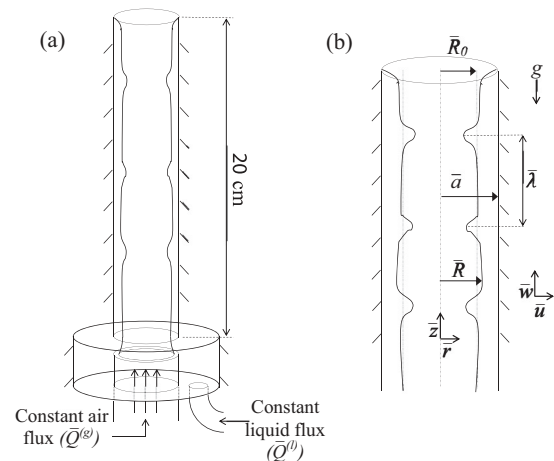 (a)
20 cm
Constant air
flux (Q̄⁽ᵍ⁾)
Constant
liquid flux
(Q̄⁽ˡ⁾)
(b)
R̄₀
g
ā
λ̄
R̄
w̄
ū
z̄
r̄